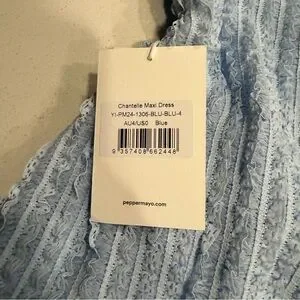 Chantelle Maxi Dress
YI-PM24-1306-BLU-BLU-4
AU4/US0 Blue
9 357408 662448
peppermayo.com